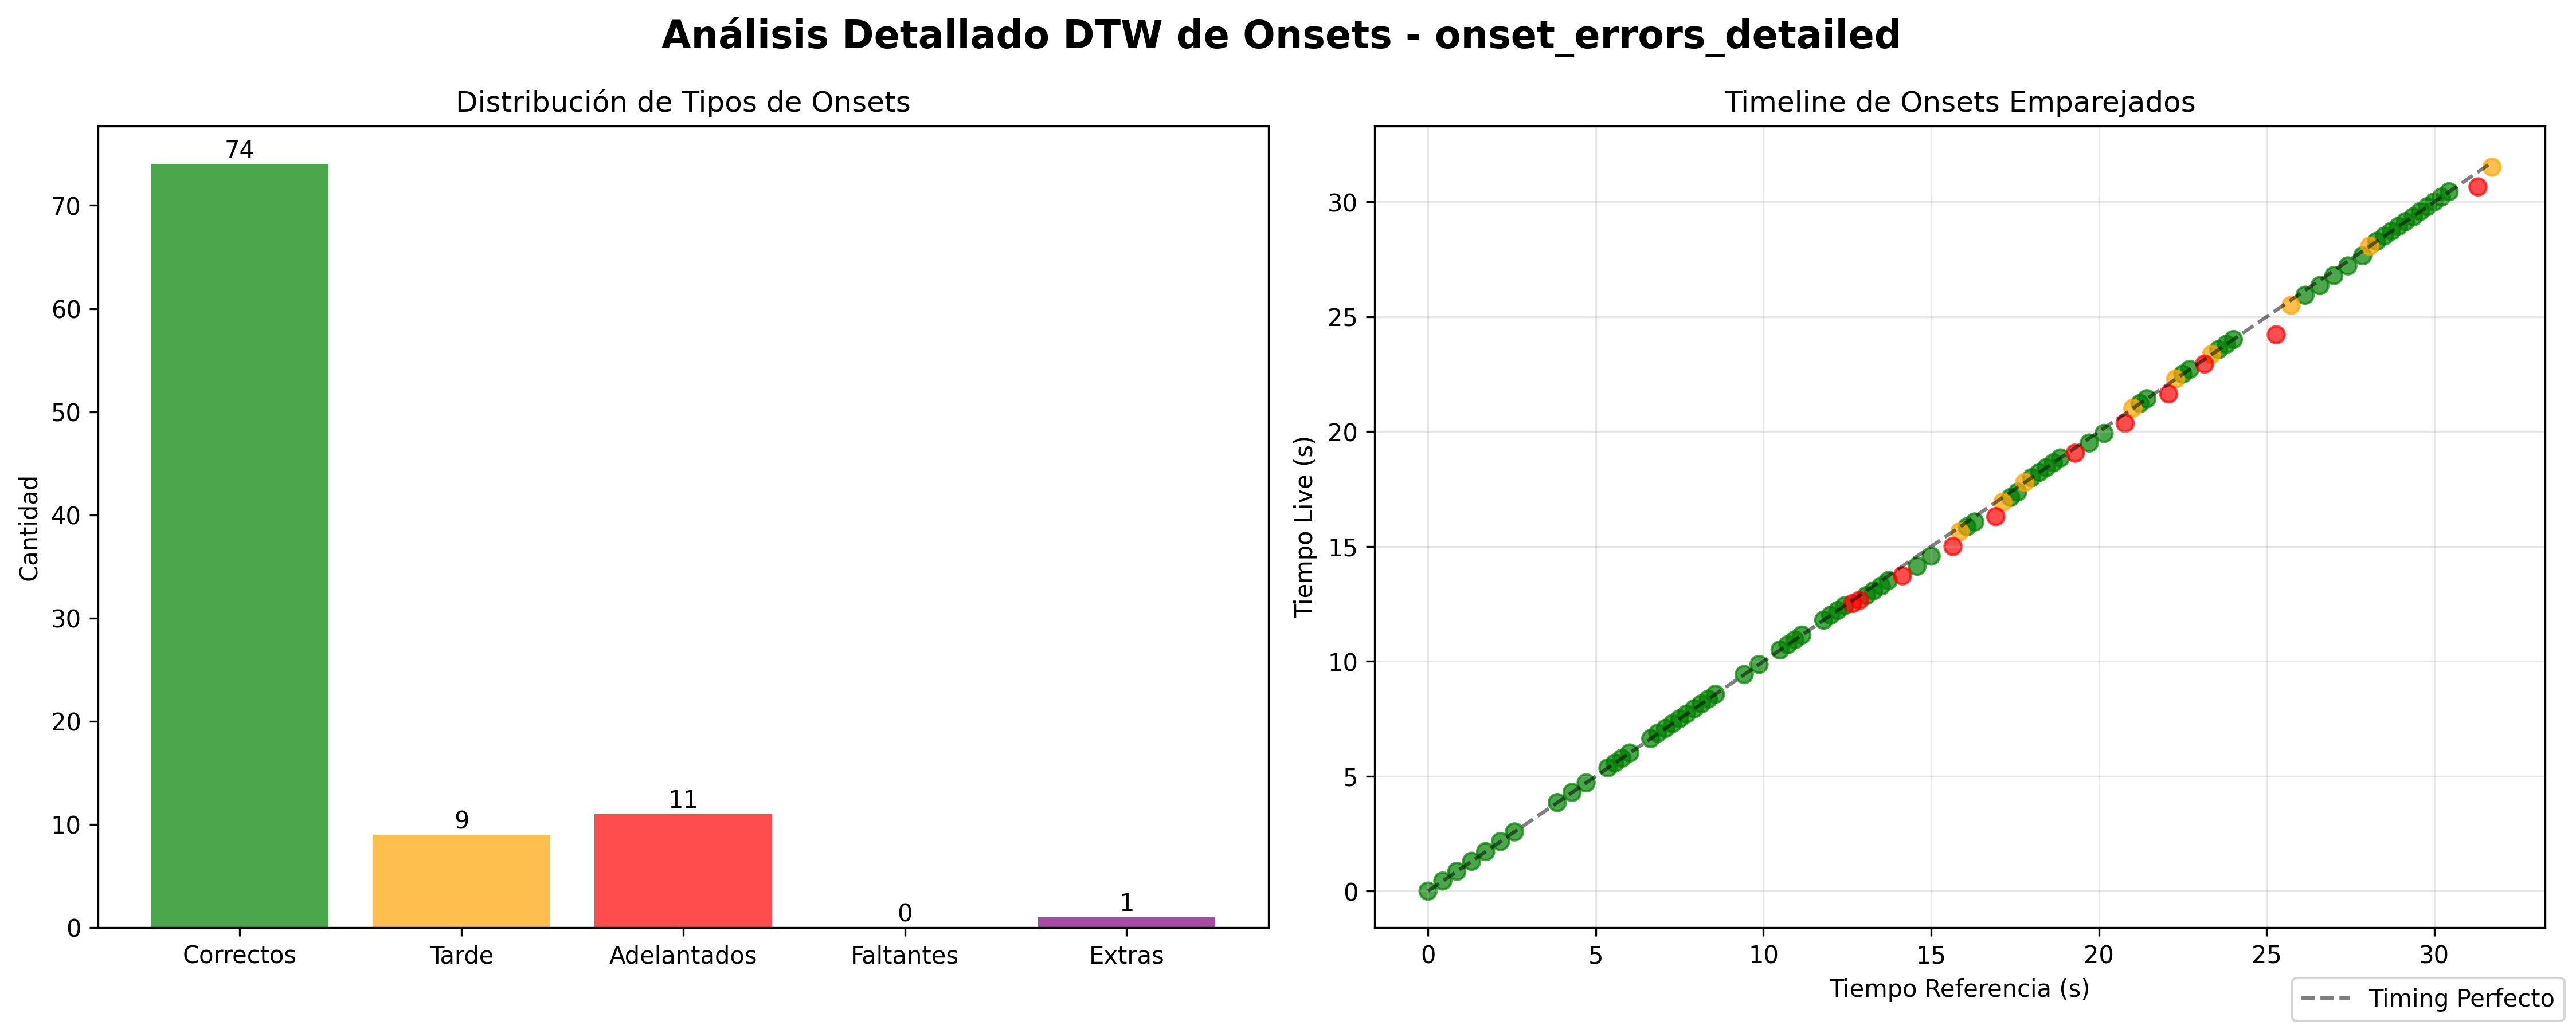 Análisis Detallado DTW de Onsets - onset_errors_detailed
Distribución de Tipos de Onsets
Cantidad
70
60
50
40
30
20
10
0
74
9
11
0
1
Correctos Tarde Adelantados Faltantes Extras
Timeline de Onsets Emparejados
Tiempo Live (s)
30
25
20
15
10
5
0
0 5 10 15 20 25 30
Tiempo Referencia (s)
Timing Perfecto